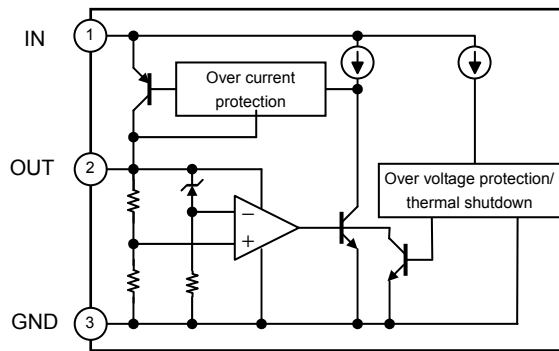 IN
1
Over current
protection
OUT
2
Over voltage protection/
thermal shutdown
−
+
GND
3